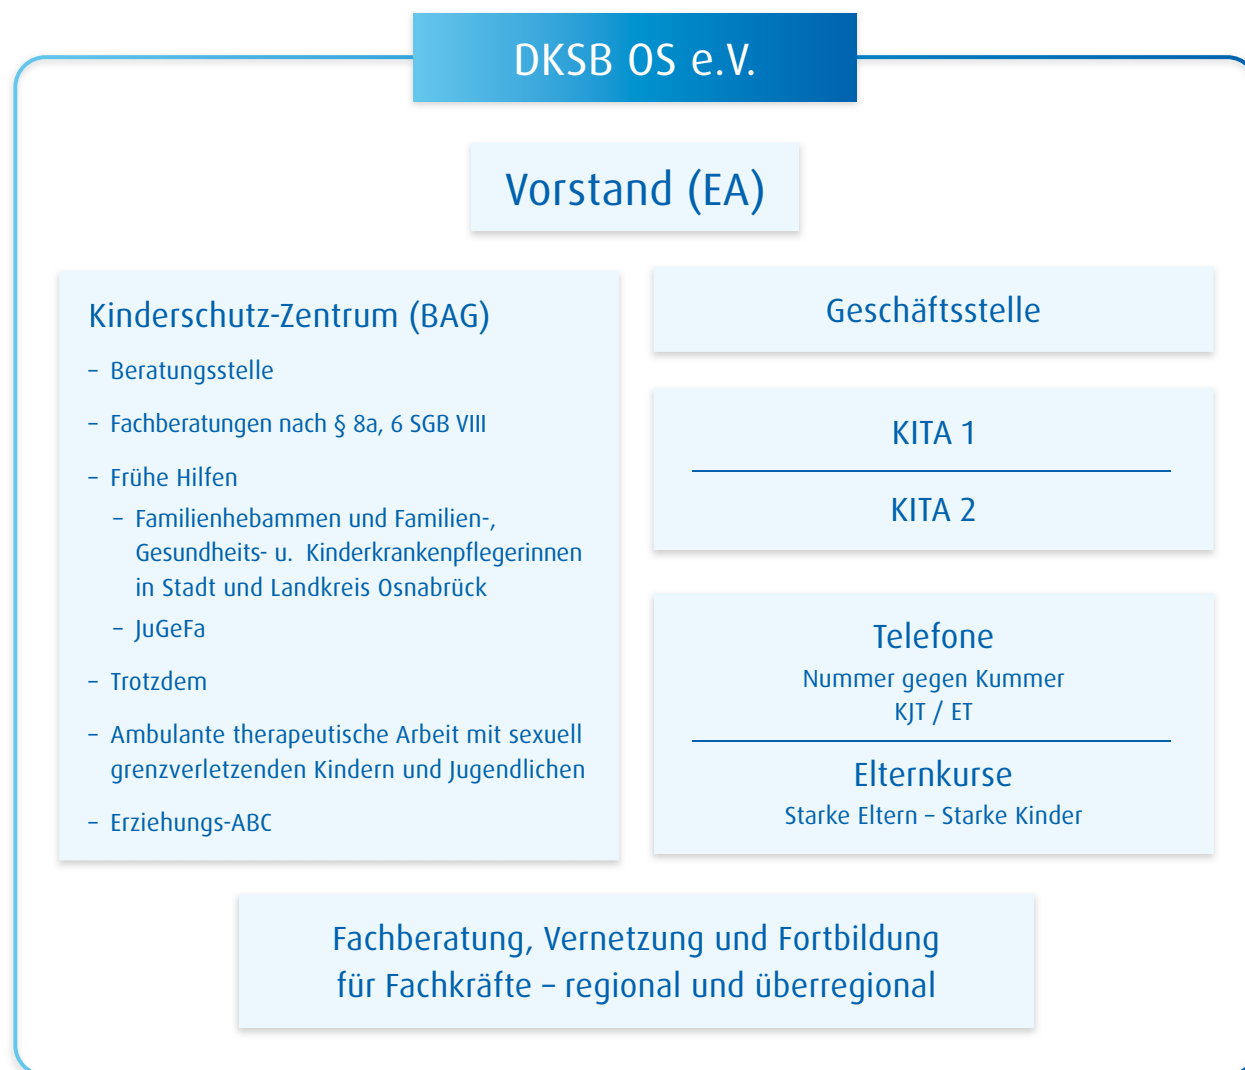 DKSB OS e.V.
Vorstand (EA)
Kinderschutz-Zentrum (BAG)
– Beratungsstelle
– Fachberatungen nach § 8a, 6 SGB VIII
– Frühe Hilfen
– Familienhebammen und Familien-,
Gesundheits- u. Kinderkrankenpflegerinnen
in Stadt und Landkreis Osnabrück
– JuGeFa
– Trotzdem
– Ambulante therapeutische Arbeit mit sexuell
grenzverletzenden Kindern und Jugendlichen
– Erziehungs-ABC
Geschäftsstelle
KITA 1
KITA 2
Telefone
Nummer gegen Kummer
KJT / ET
Elternkurse
Starke Eltern – Starke Kinder
Fachberatung, Vernetzung und Fortbildung
für Fachkräfte – regional und überregional